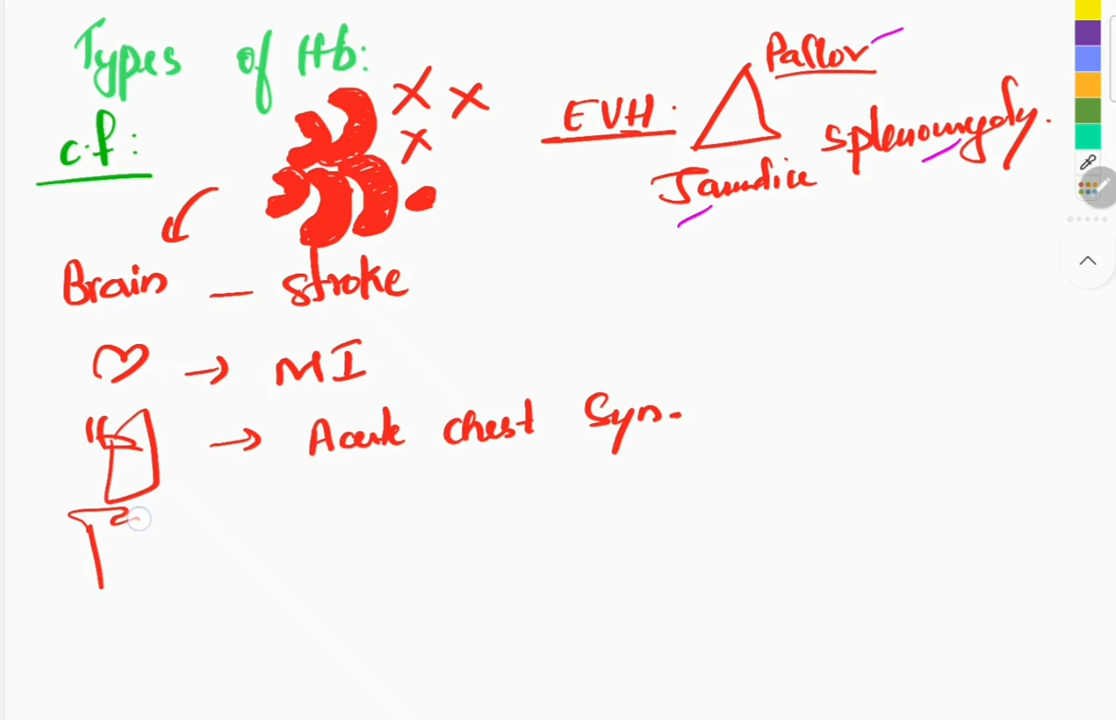 Types of Hb:
c.f:
EVH:
Pallor
Splenomegaly.
Jaundice
Brain - stroke
→ MI
→ Acute chest Syn.